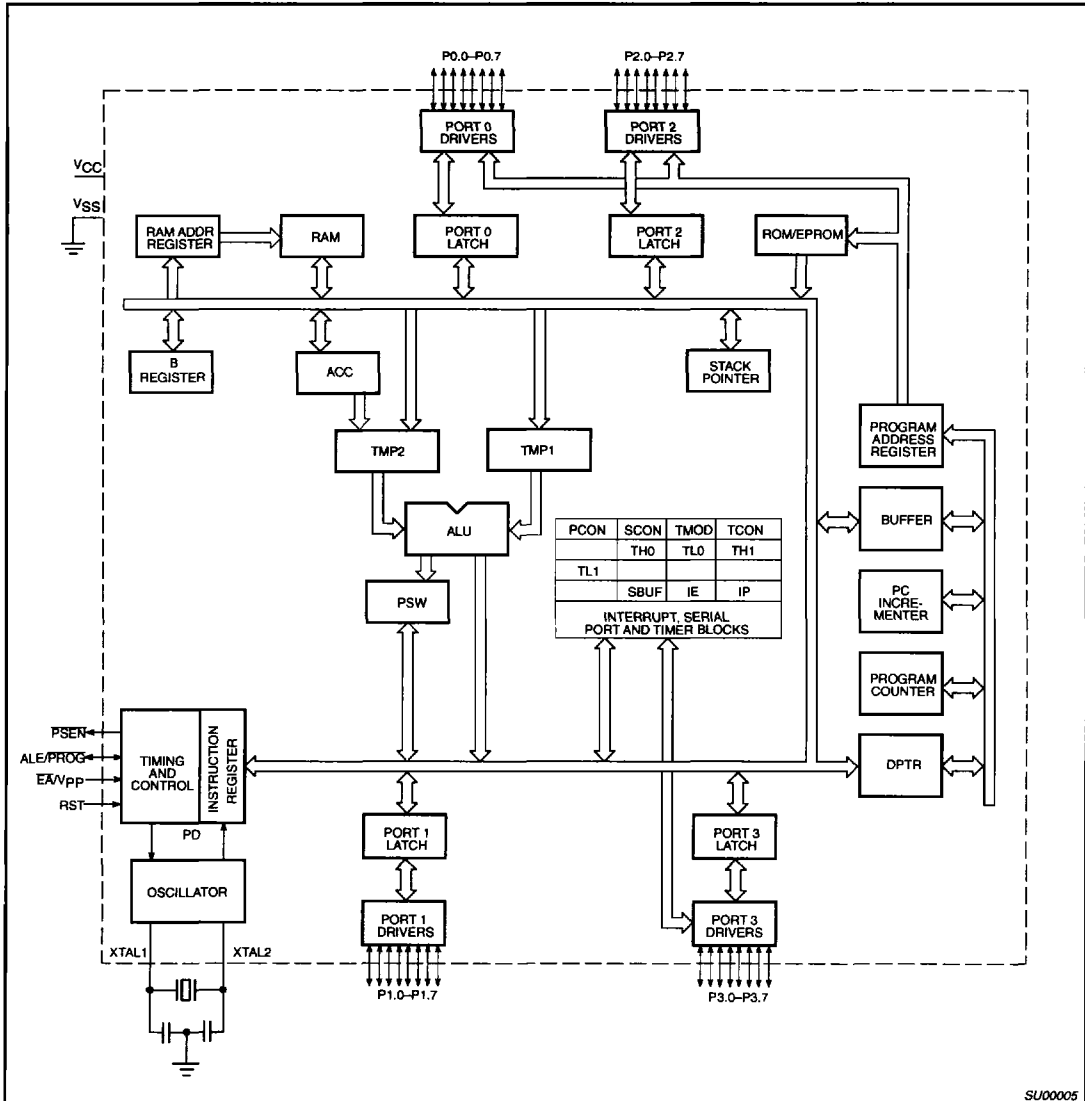 P0.0–P0.7
P2.0–P2.7
PORT 0
DRIVERS
PORT 2
DRIVERS
VCC
VSS
RAM ADDR
REGISTER
RAM
PORT 0
LATCH
PORT 2
LATCH
ROM/EPROM
B
REGISTER
ACC
STACK
POINTER
PROGRAM
ADDRESS
REGISTER
TMP2
TMP1
BUFFER
ALU
PCON SCON TMOD TCON
TH0 TL0 TH1
TL1
SBUF IE IP
INTERRUPT, SERIAL
PORT AND TIMER BLOCKS
PSW
PC
INCRE-
MENTER
PROGRAM
COUNTER
PSEN
ALE/PROG
EA/VPP
RST
TIMING
AND
CONTROL
INSTRUCTION
REGISTER
DPTR
PD
PORT 1
LATCH
PORT 3
LATCH
OSCILLATOR
PORT 1
DRIVERS
PORT 3
DRIVERS
XTAL1
XTAL2
P1.0–P1.7
P3.0–P3.7
SU00005